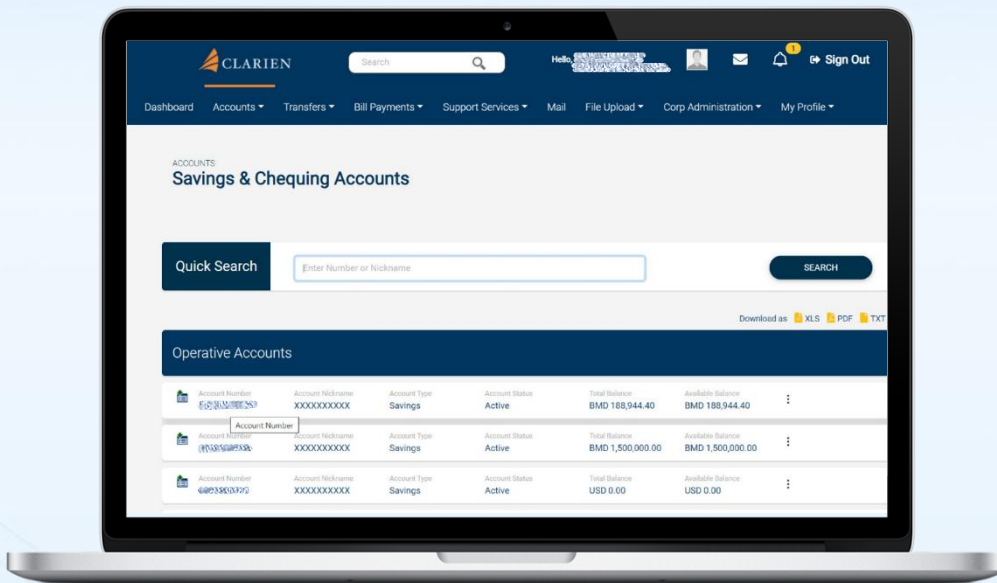 CLARIEN
Search
Hello,
1
Sign Out
Dashboard Accounts Transfers Bill Payments Support Services Mail File Upload Corp Administration My Profile
ACCOUNTS
Savings & Chequing Accounts
Quick Search
Enter Number or Nickname
SEARCH
Download as XLS PDF TXT
Operative Accounts
Account Number Account Nickname Account Type Account Status Total Balance Available Balance
XXXXXXXXXX Savings Active BMD 188,944.40 BMD 188,944.40
Account Number
Account Number Account Nickname Account Type Account Status Total Balance Available Balance
XXXXXXXXXX Savings Active BMD 1,500,000.00 BMD 1,500,000.00
Account Number Account Nickname Account Type Account Status Total Balance Available Balance
XXXXXXXXXX Savings Active USD 0.00 USD 0.00